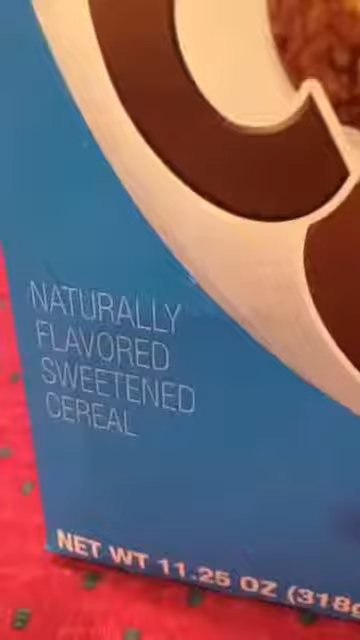 NATURALLY
FLAVORED
SWEETENED
CEREAL
NET WT 11.25 OZ (318g